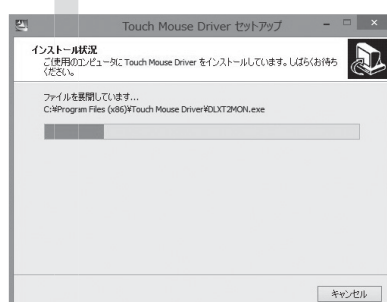 Touch Mouse Driver セットアップ
インストール状況
ご使用のコンピュータに Touch Mouse Driver をインストールしています。しばらくお待ち
ください。
ファイルを展開しています...
C:¥Program Files (x86)¥Touch Mouse Driver¥DLXT2MON.exe
キャンセル